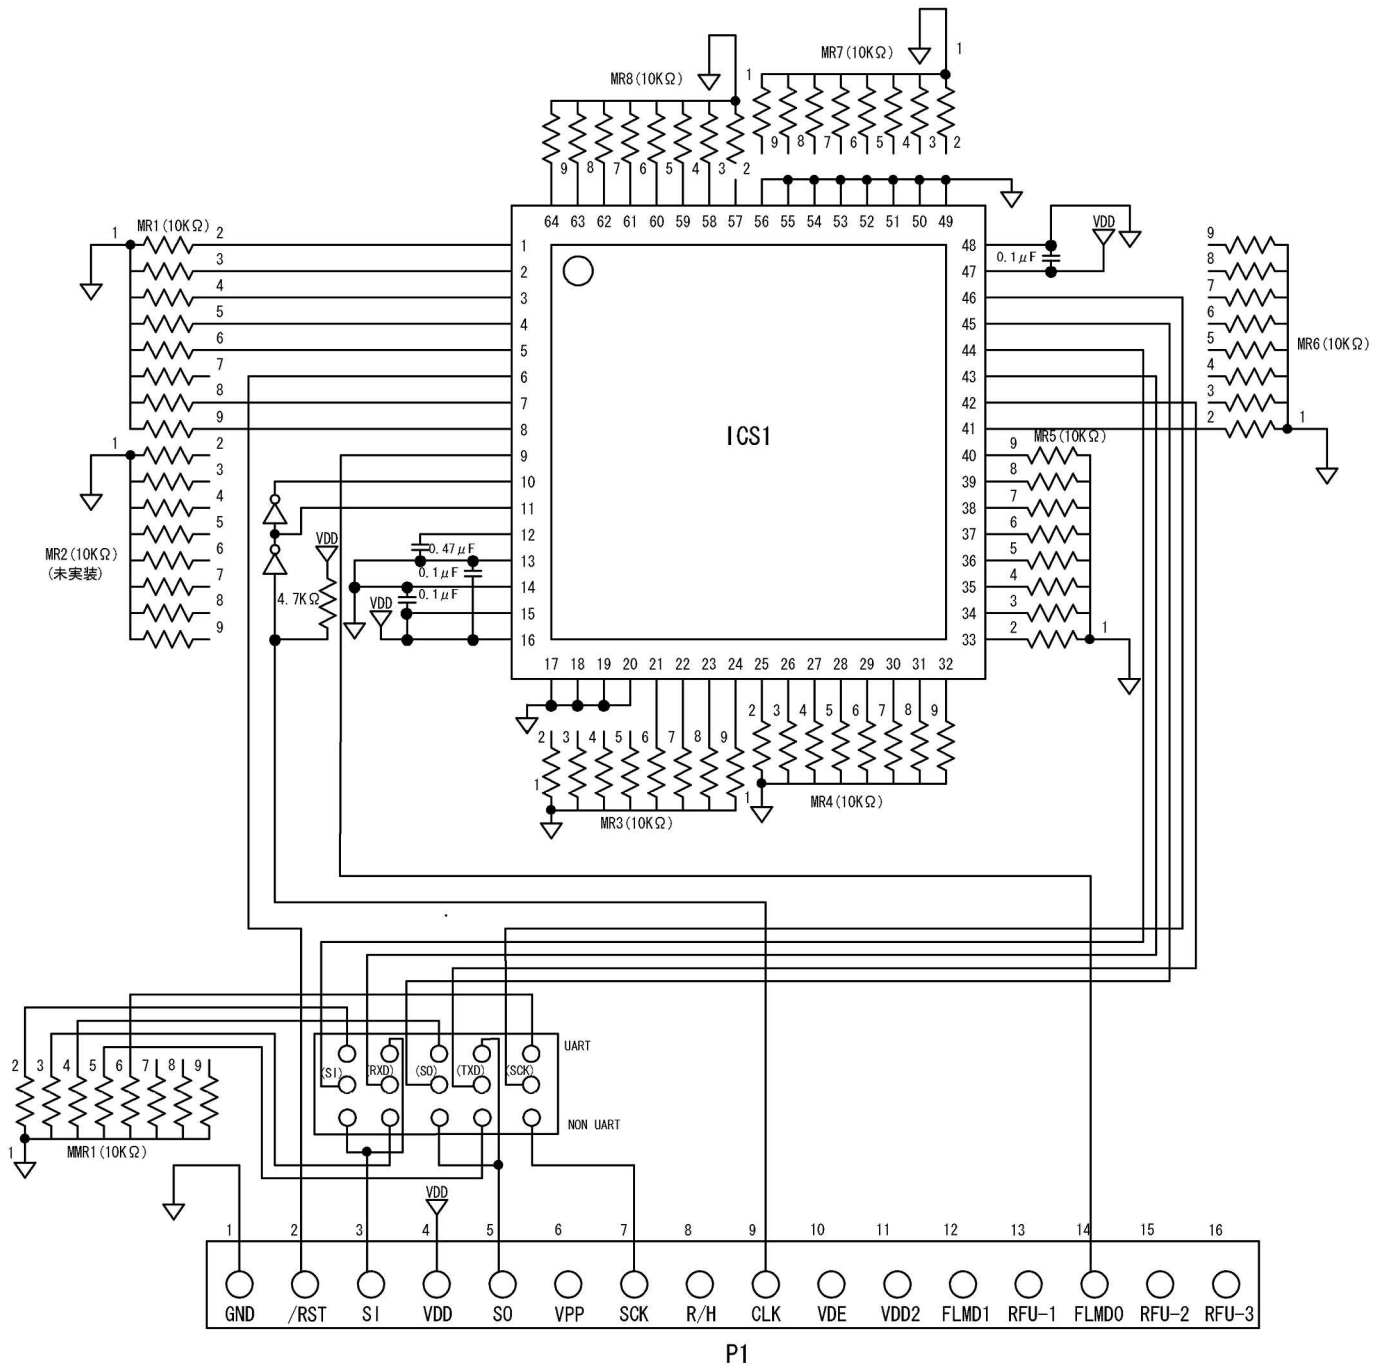 MR7(10KΩ)
1
MR8(10KΩ)
1
9 8 7 6 5 4 3 2
9 8 7 6 5 4 3 2
64 63 62 61 60 59 58 57 56 55 54 53 52 51 50 49
MR1(10KΩ)
1
2
3
4
5
6
7
8
9
1
2
3
4
5
6
7
8
9
MR2(10KΩ)
(未実装)
VDD
4.7KΩ
0.47μF
0.1μF
0.1μF
VDD
1
2
3
4
5
6
7
8
9
10
11
12
13
14
15
16
ICS1
48
47
46
45
44
43
42
41
40
39
38
37
36
35
34
33
0.1μF
VDD
9
8
7
6
5
4
3
2
1
MR6(10KΩ)
MR5(10KΩ)
9
8
7
6
5
4
3
2
1
17 18 19 20 21 22 23 24 25 26 27 28 29 30 31 32
2 3 4 5 6 7 8 9
1
MR3(10KΩ)
2 3 4 5 6 7 8 9
1
MR4(10KΩ)
2 3 4 5 6 7 8 9
1
MMR1(10KΩ)
UART
(SI) (RXD) (SO) (TXD) (SCK)
NON UART
VDD
1 2 3 4 5 6 7 8 9 10 11 12 13 14 15 16
GND /RST SI VDD SO VPP SCK R/H CLK VDE VDD2 FLMD1 RFU-1 FLMD0 RFU-2 RFU-3
P1